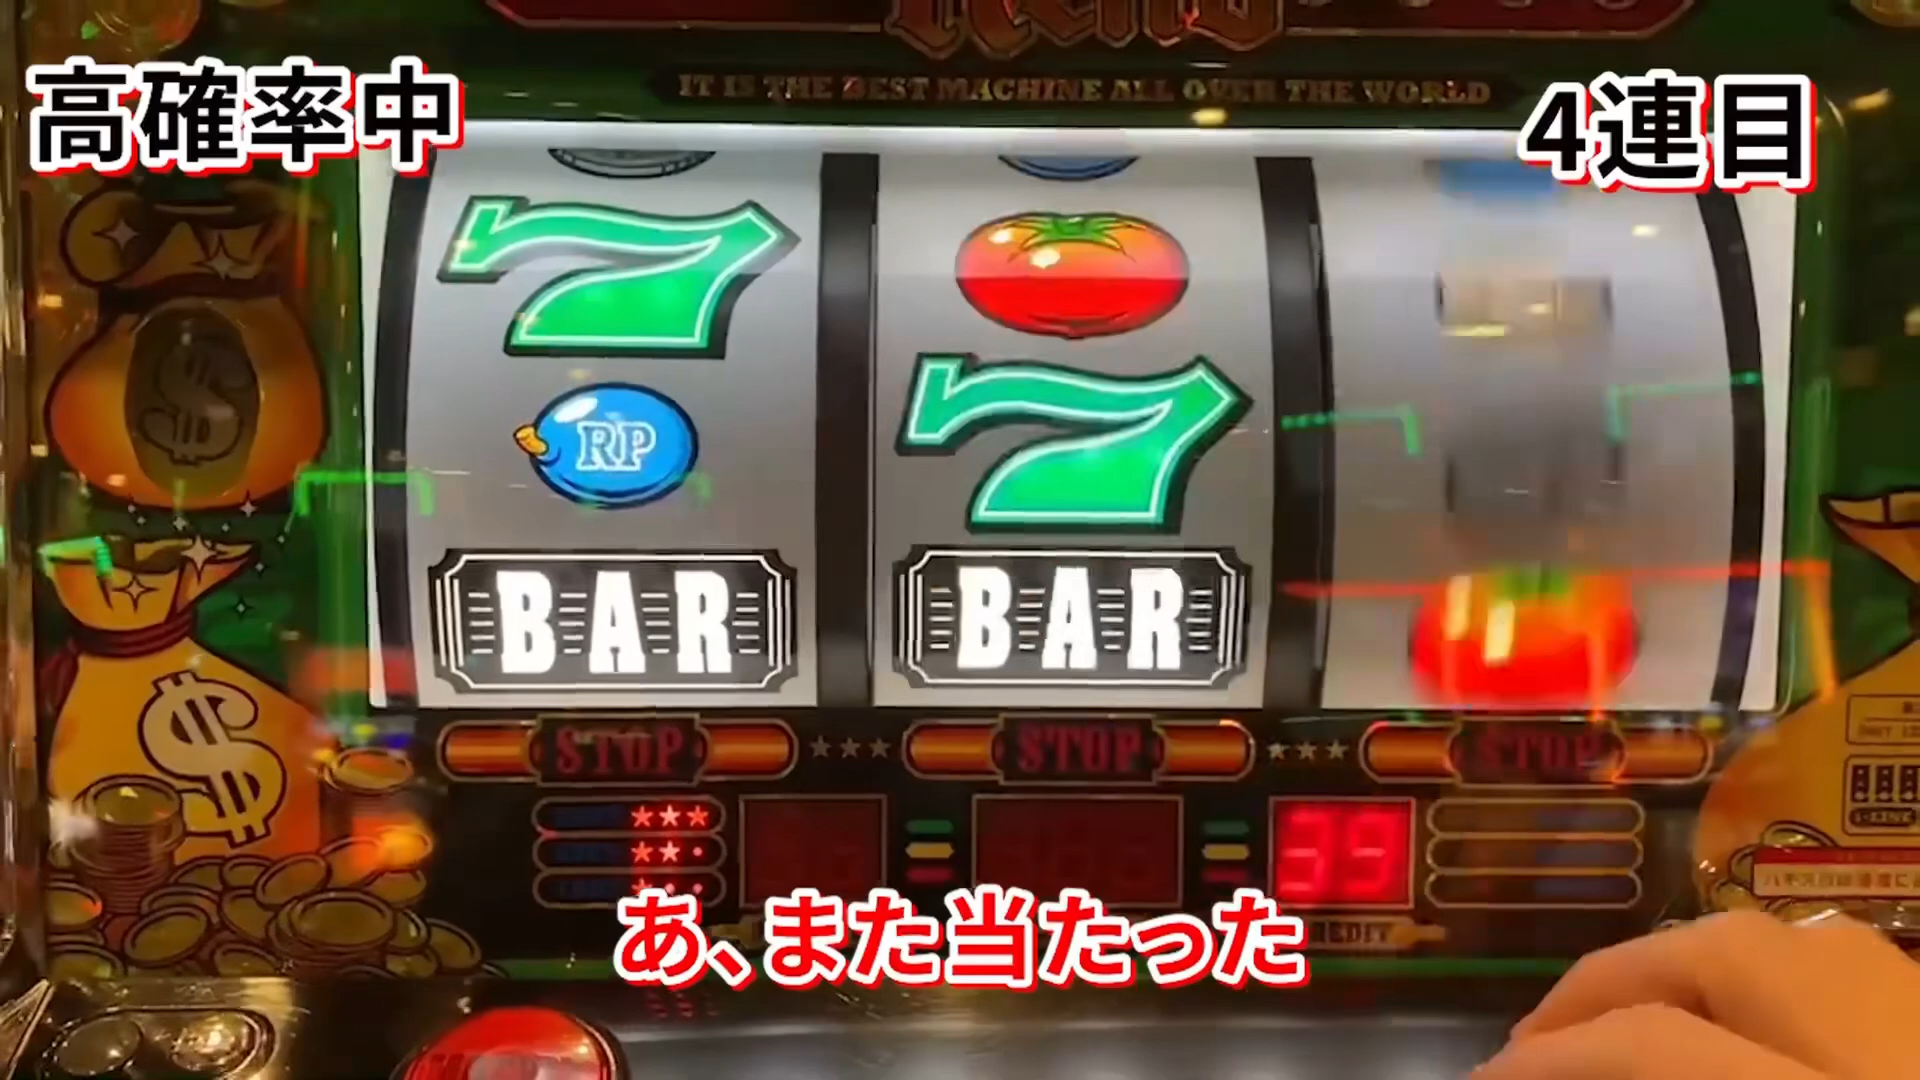 高確率中
4連目
IT IS THE BEST MACHINE ALL OVER THE WORLD
RP
BAR
BAR
STOP
STOP
STOP
39
あ、また当たった